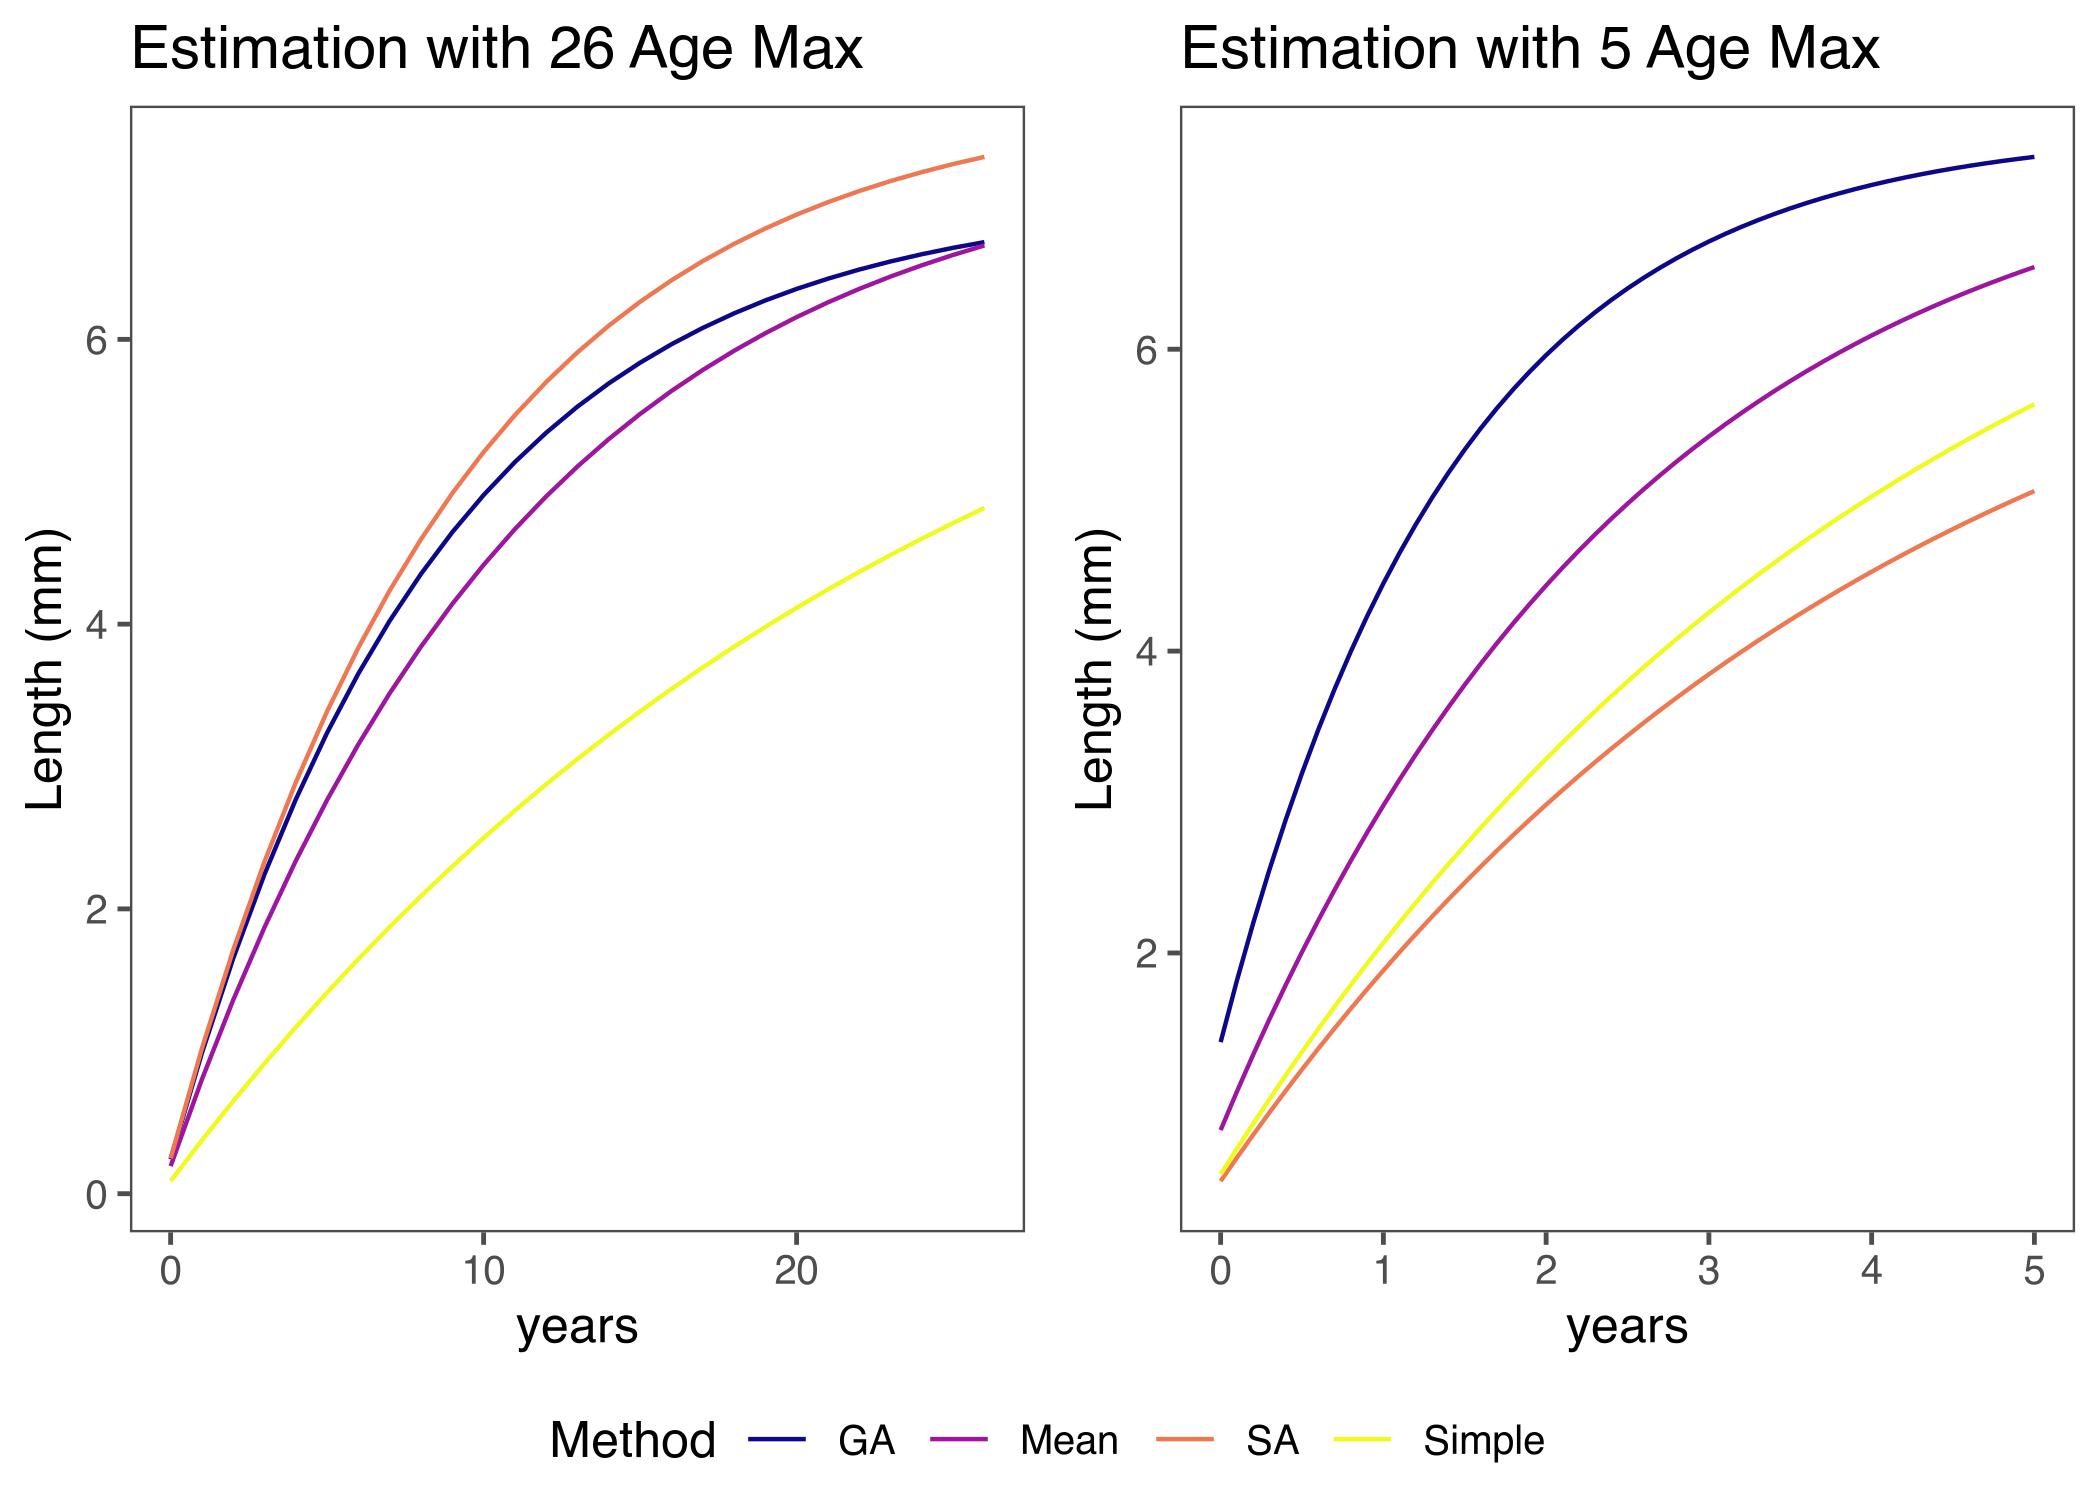 Estimation with 26 Age Max
Length (mm)
6
4
2
0
0 10 20
years
Estimation with 5 Age Max
Length (mm)
6
4
2
0 1 2 3 4 5
years
Method GA Mean SA Simple